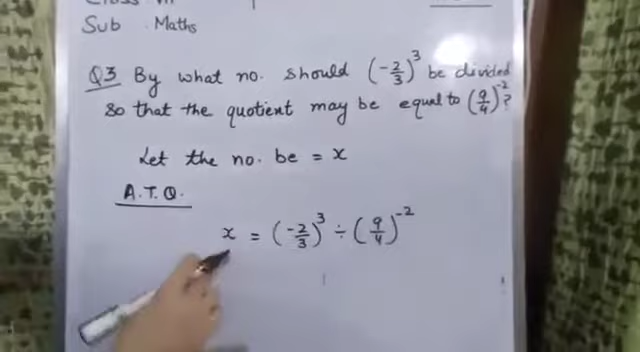 Sub Maths
Q3 By what no. should (-2/3)^3 be divided
so that the quotient may be equal to (9/4)^-2?
Let the no. be = x
A.T.Q.
x = (-2/3)^3 ÷ (9/4)^-2